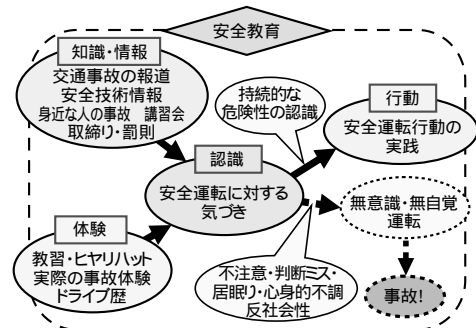 安全教育
知識・情報
交通事故の報道
安全技術情報
身近な人の事故 講習会
取締り・罰則
持続的な
危険性の認識
行動
安全運転行動の
実践
認識
安全運転に対する
気づき
無意識・無自覚
運転
体験
教習・ヒヤリハット
実際の事故体験
ドライブ歴
不注意・判断ミス・
居眠り・心身的不調
反社会性
事故!